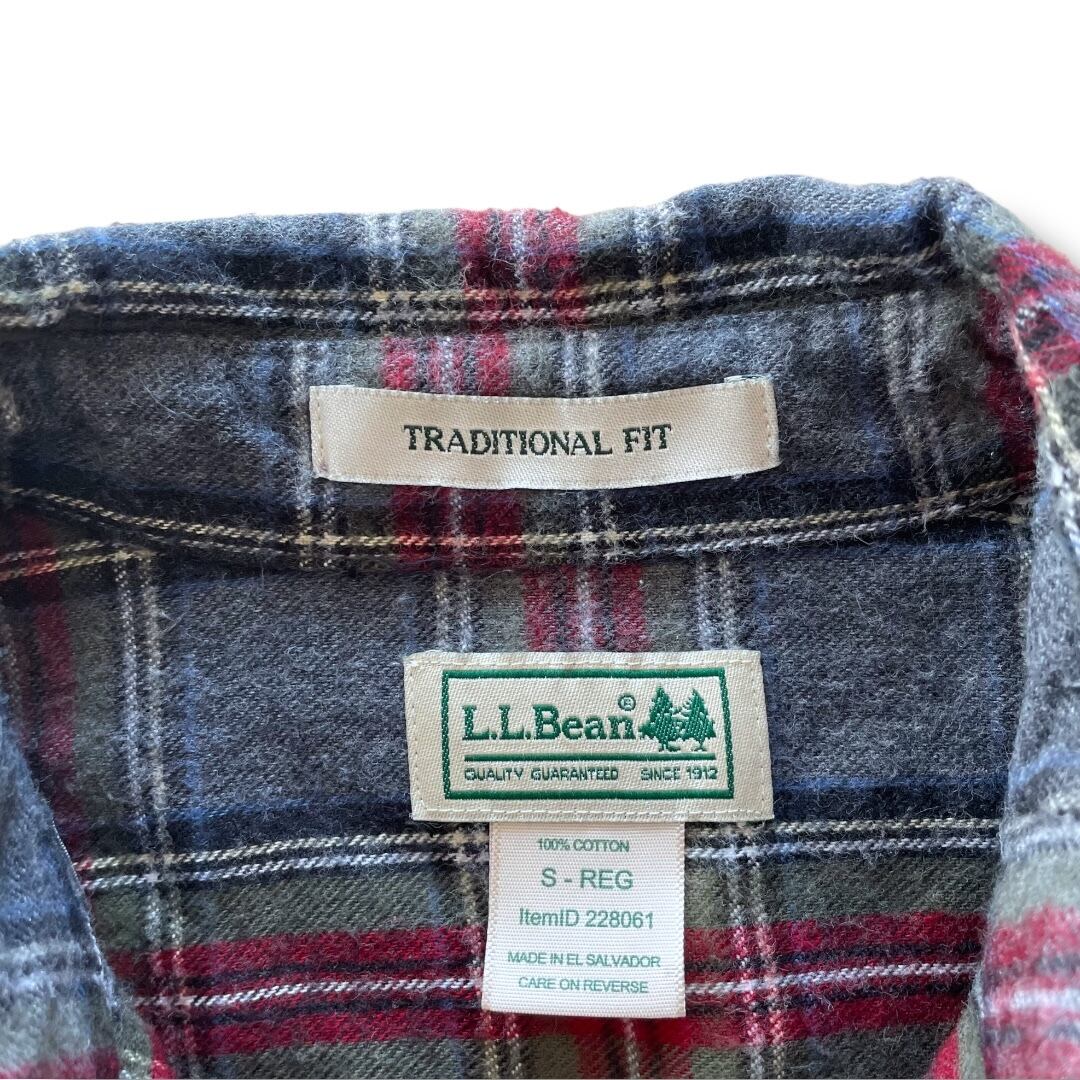 TRADITIONAL FIT
L.L.Bean®
QUALITY GUARANTEED SINCE 1912
100% COTTON
S - REG
ItemID 228061
MADE IN EL SALVADOR
CARE ON REVERSE